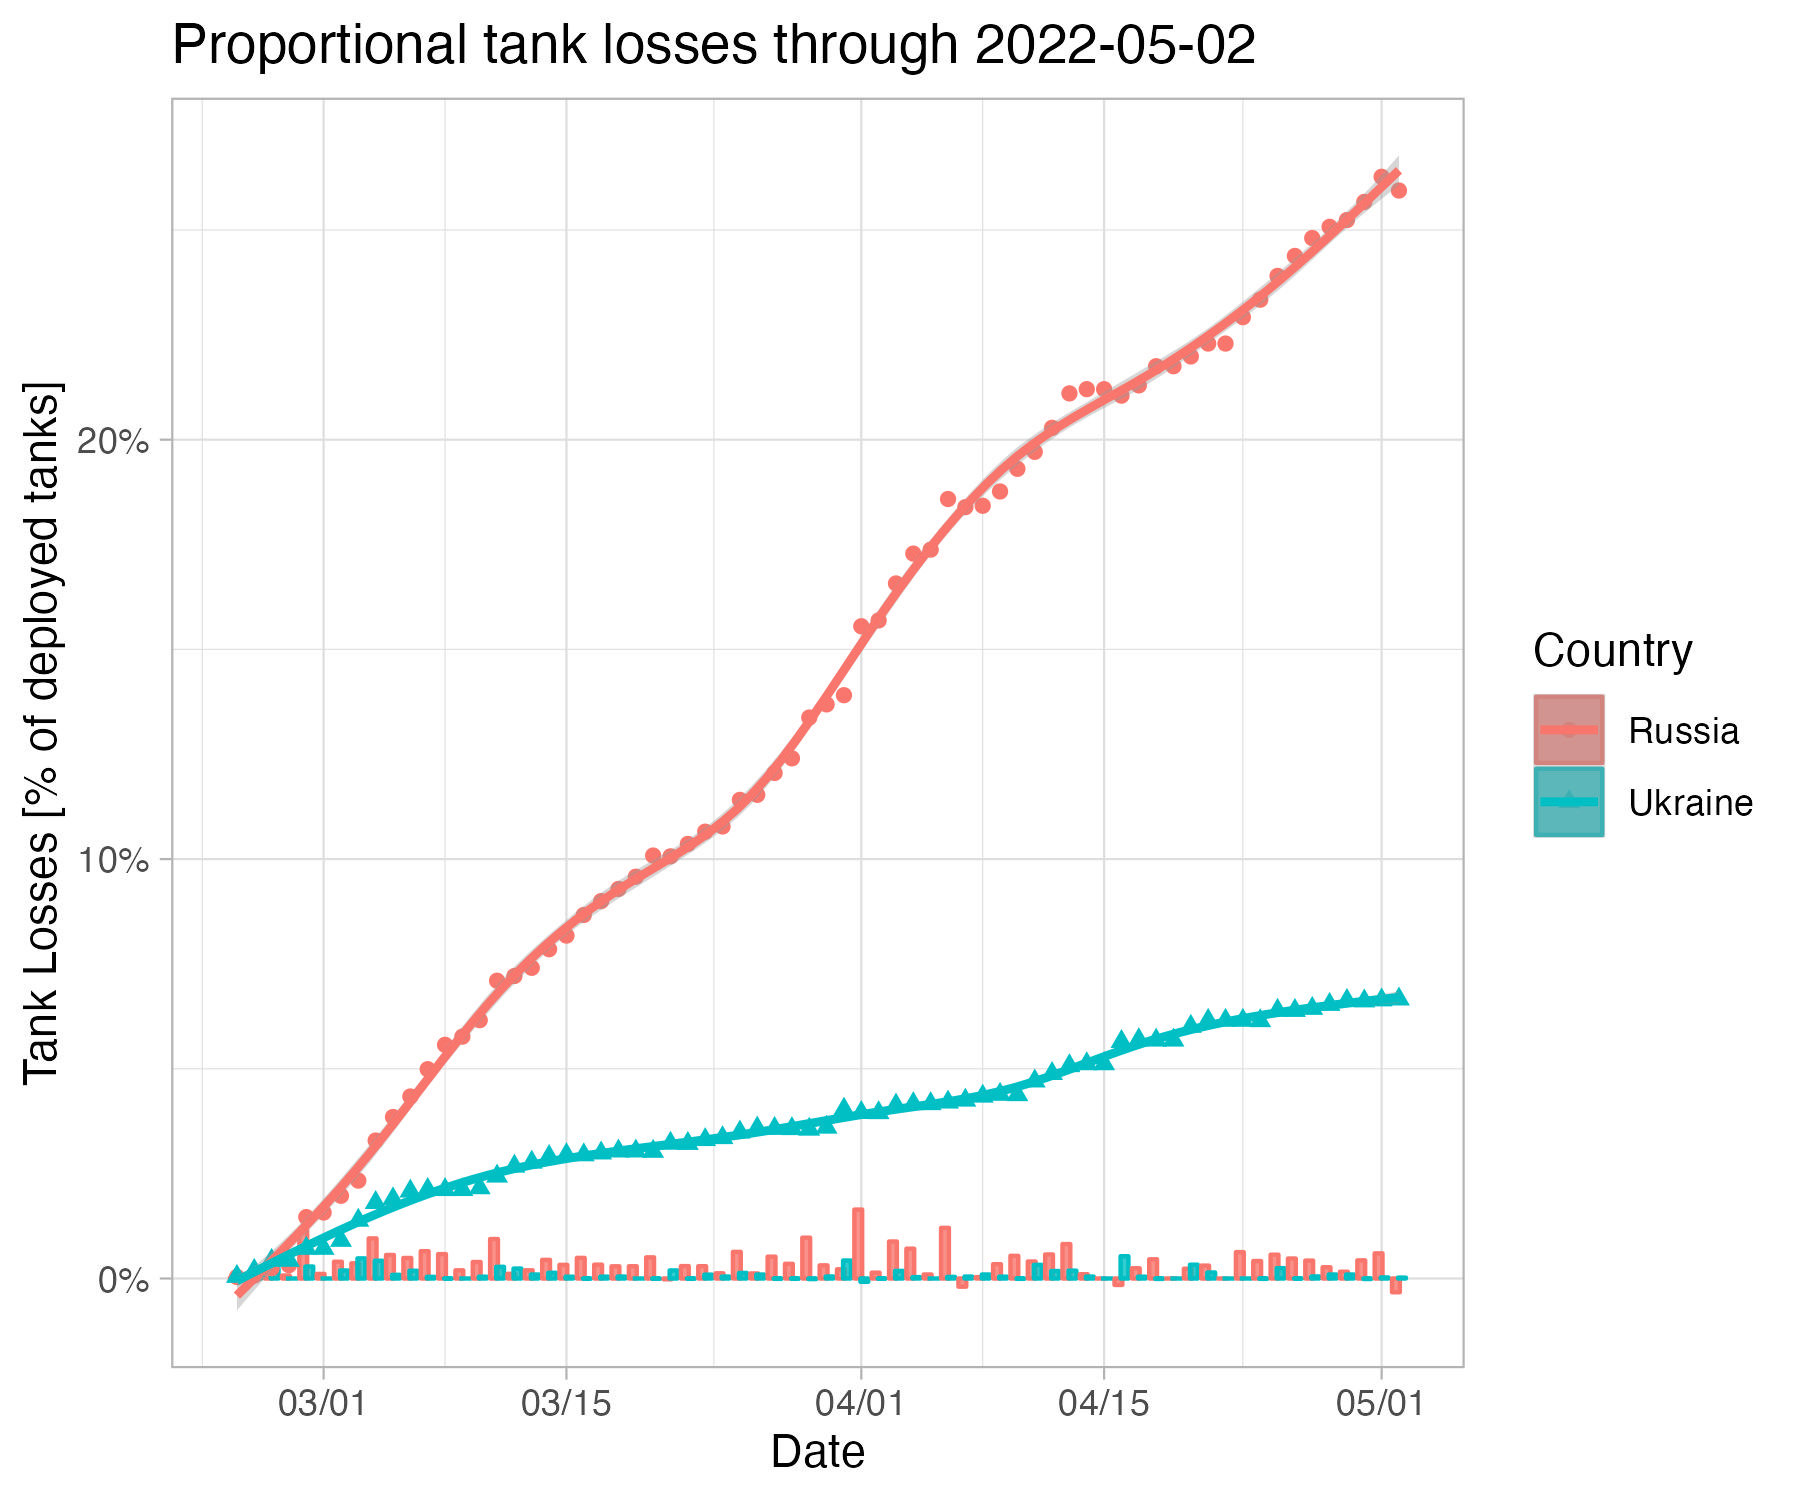 Proportional tank losses through 2022-05-02
Tank Losses [% of deployed tanks]
20%
10%
0%
03/01
03/15
04/01
04/15
05/01
Date
Country
Russia
Ukraine